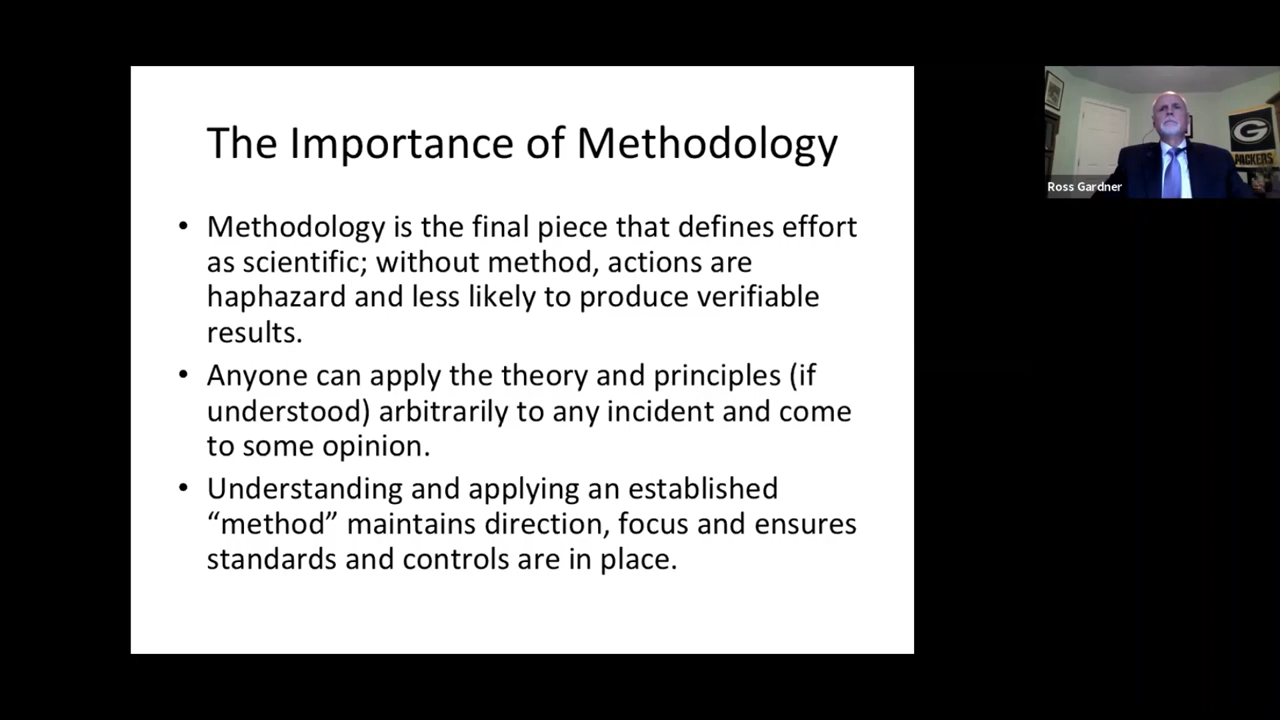 The Importance of Methodology
• Methodology is the final piece that defines effort
as scientific; without method, actions are
haphazard and less likely to produce verifiable
results.
• Anyone can apply the theory and principles (if
understood) arbitrarily to any incident and come
to some opinion.
• Understanding and applying an established
“method” maintains direction, focus and ensures
standards and controls are in place.
G
PACKERS
Ross Gardner